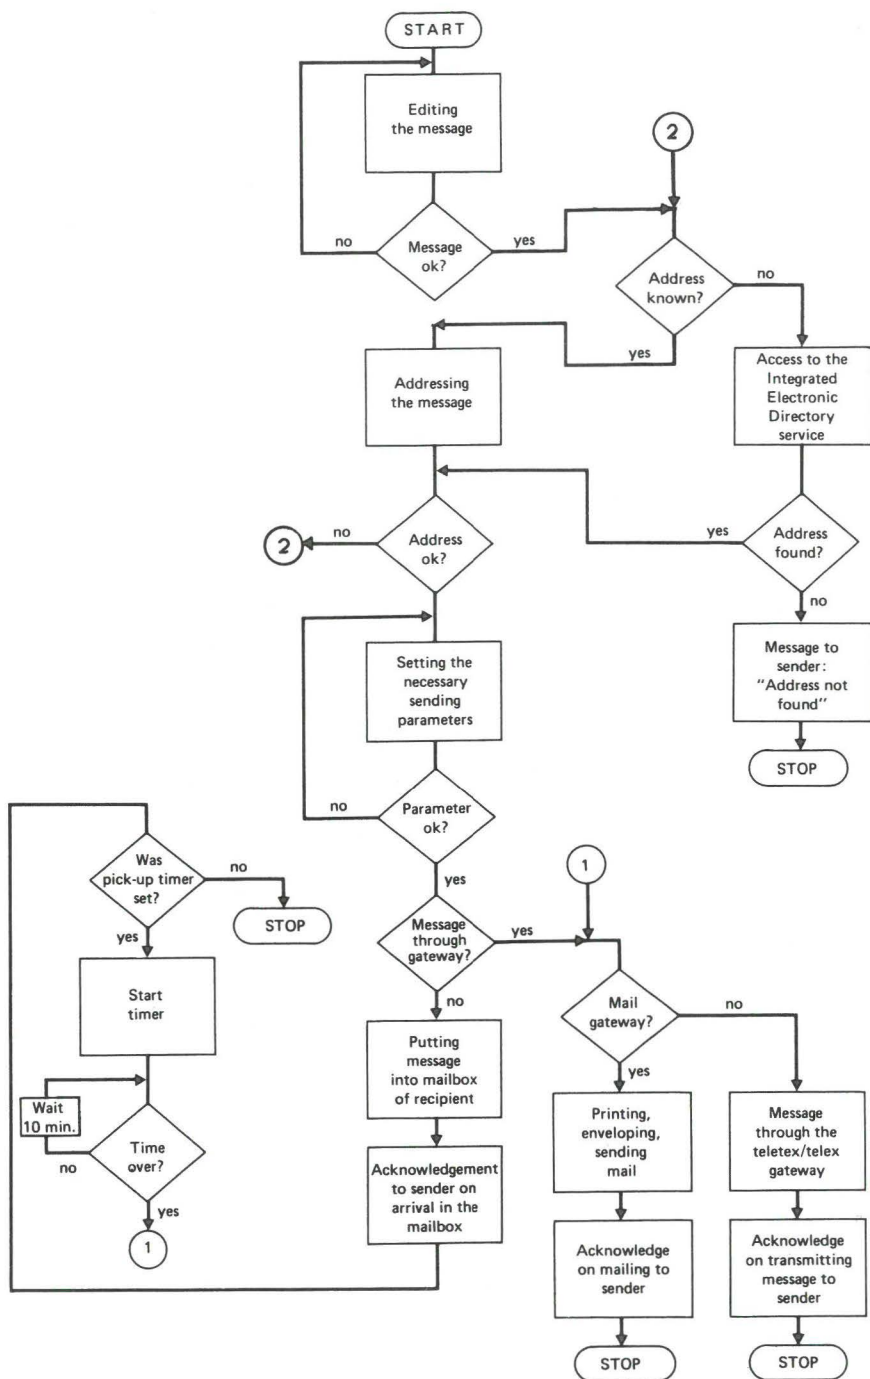 START
Editing
the message
2
no
Message
ok?
yes
Address
known?
no
yes
Addressing
the message
Access to the
Integrated
Electronic
Directory
service
2
no
Address
ok?
yes
Address
found?
no
Setting the
necessary
sending
parameters
Message to
sender:
"Address not
found"
STOP
no
Parameter
ok?
yes
Was
pick-up timer
set?
no
STOP
yes
1
Message
through
gateway?
yes
no
Start
timer
Mail
gateway?
no
yes
Putting
message
into mailbox
of recipient
Wait
10 min.
no
Time
over?
yes
1
Printing,
enveloping,
sending
mail
Message
through the
teletex/telex
gateway
Acknowledgement
to sender on
arrival in the
mailbox
Acknowledge
on mailing to
sender
Acknowledge
on transmitting
message to
sender
STOP
STOP